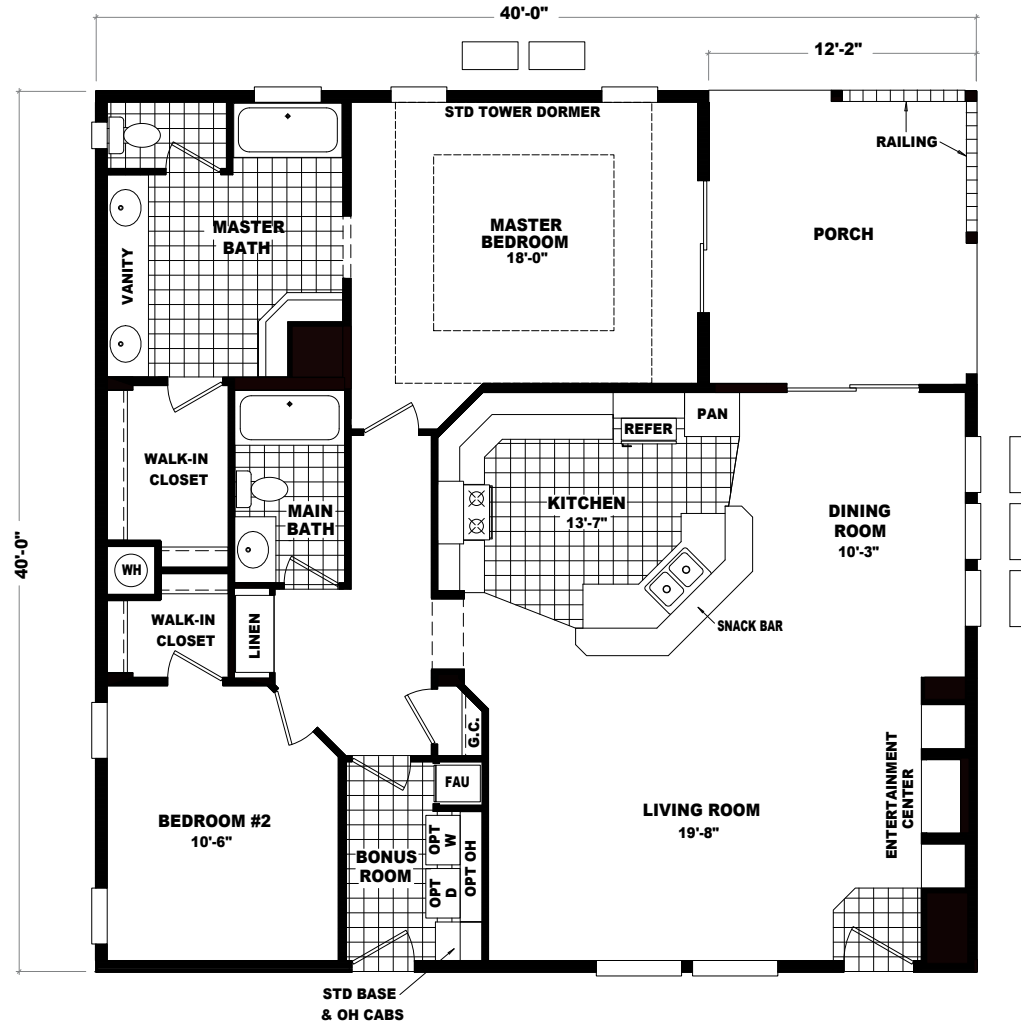 40'-0"
12'-2"
STD TOWER DORMER
RAILING
MASTER
BATH
MASTER
BEDROOM
18'-0"
PORCH
VANITY
40'-0"
WALK-IN
CLOSET
REFER
PAN
MAIN
BATH
KITCHEN
13'-7"
DINING
ROOM
10'-3"
WH
WALK-IN
CLOSET
LINEN
SNACK BAR
G.C.
FAU
BEDROOM #2
10'-6"
BONUS
ROOM
OPT
W
OPT
D
OPT OH
LIVING ROOM
19'-8"
ENTERTAINMENT
CENTER
STD BASE
& OH CABS